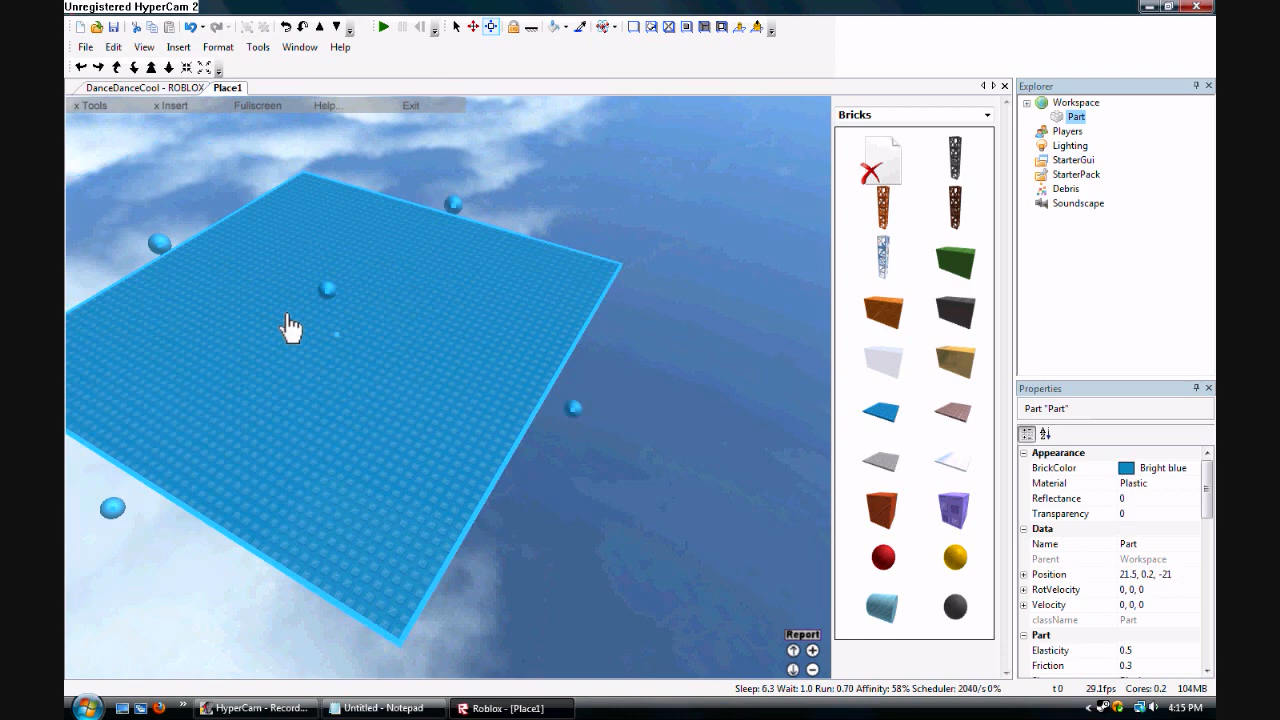 Unregistered HyperCam 2
File Edit View Insert Format Tools Window Help
DanceDanceCool - ROBLOX Place1
x Tools x Insert Fullscreen Help... Exit
Bricks
Report
Explorer
Workspace
Part
Players
Lighting
StarterGui
StarterPack
Debris
Soundscape
Properties
Part "Part"
Appearance
BrickColor Bright blue
Material Plastic
Reflectance 0
Transparency 0
Data
Name Part
Parent Workspace
Position 21.5, 0.2, -21
RotVelocity 0, 0, 0
Velocity 0, 0, 0
className Part
Part
Elasticity 0.5
Friction 0.3
Sleep: 6.3 Wait: 1.0 Run: 0.70 Affinity: 58% Scheduler: 2040/s 0% t 0 29.1fps Cores: 0.2 104MB
HyperCam - Record... Untitled - Notepad Roblox - [Place1] 4:15 PM